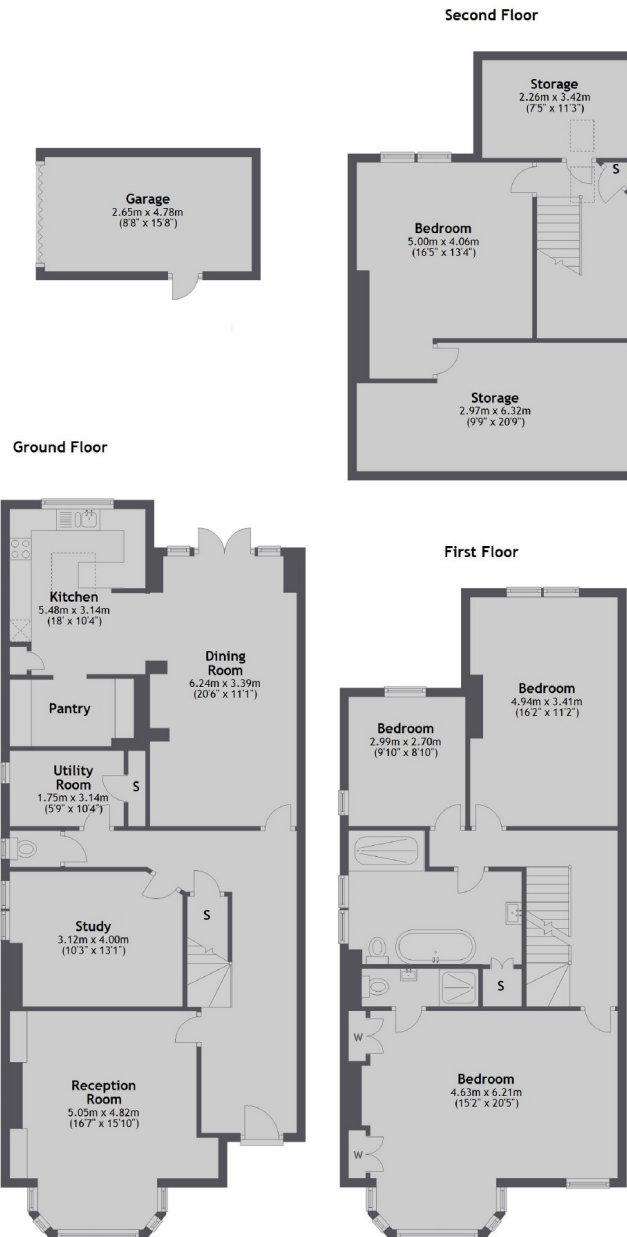 Second Floor
Storage
2.26m x 3.42m
(7'5" x 11'3")
S
Bedroom
5.00m x 4.06m
(16'5" x 13'4")
Storage
2.97m x 6.32m
(9'9" x 20'9")
Garage
2.65m x 4.78m
(8'8" x 15'8")
Ground Floor
Kitchen
5.48m x 3.14m
(18' x 10'4")
Dining
Room
6.24m x 3.39m
(20'6" x 11'1")
Pantry
Utility
Room
1.75m x 3.14m
(5'9" x 10'4")
S
Study
3.12m x 4.00m
(10'3" x 13'1")
S
Reception
Room
5.05m x 4.82m
(16'7" x 15'10")
First Floor
Bedroom
4.94m x 3.41m
(16'2" x 11'2")
Bedroom
2.99m x 2.70m
(9'10" x 8'10")
S
W
Bedroom
4.63m x 6.21m
(15'2" x 20'5")
W